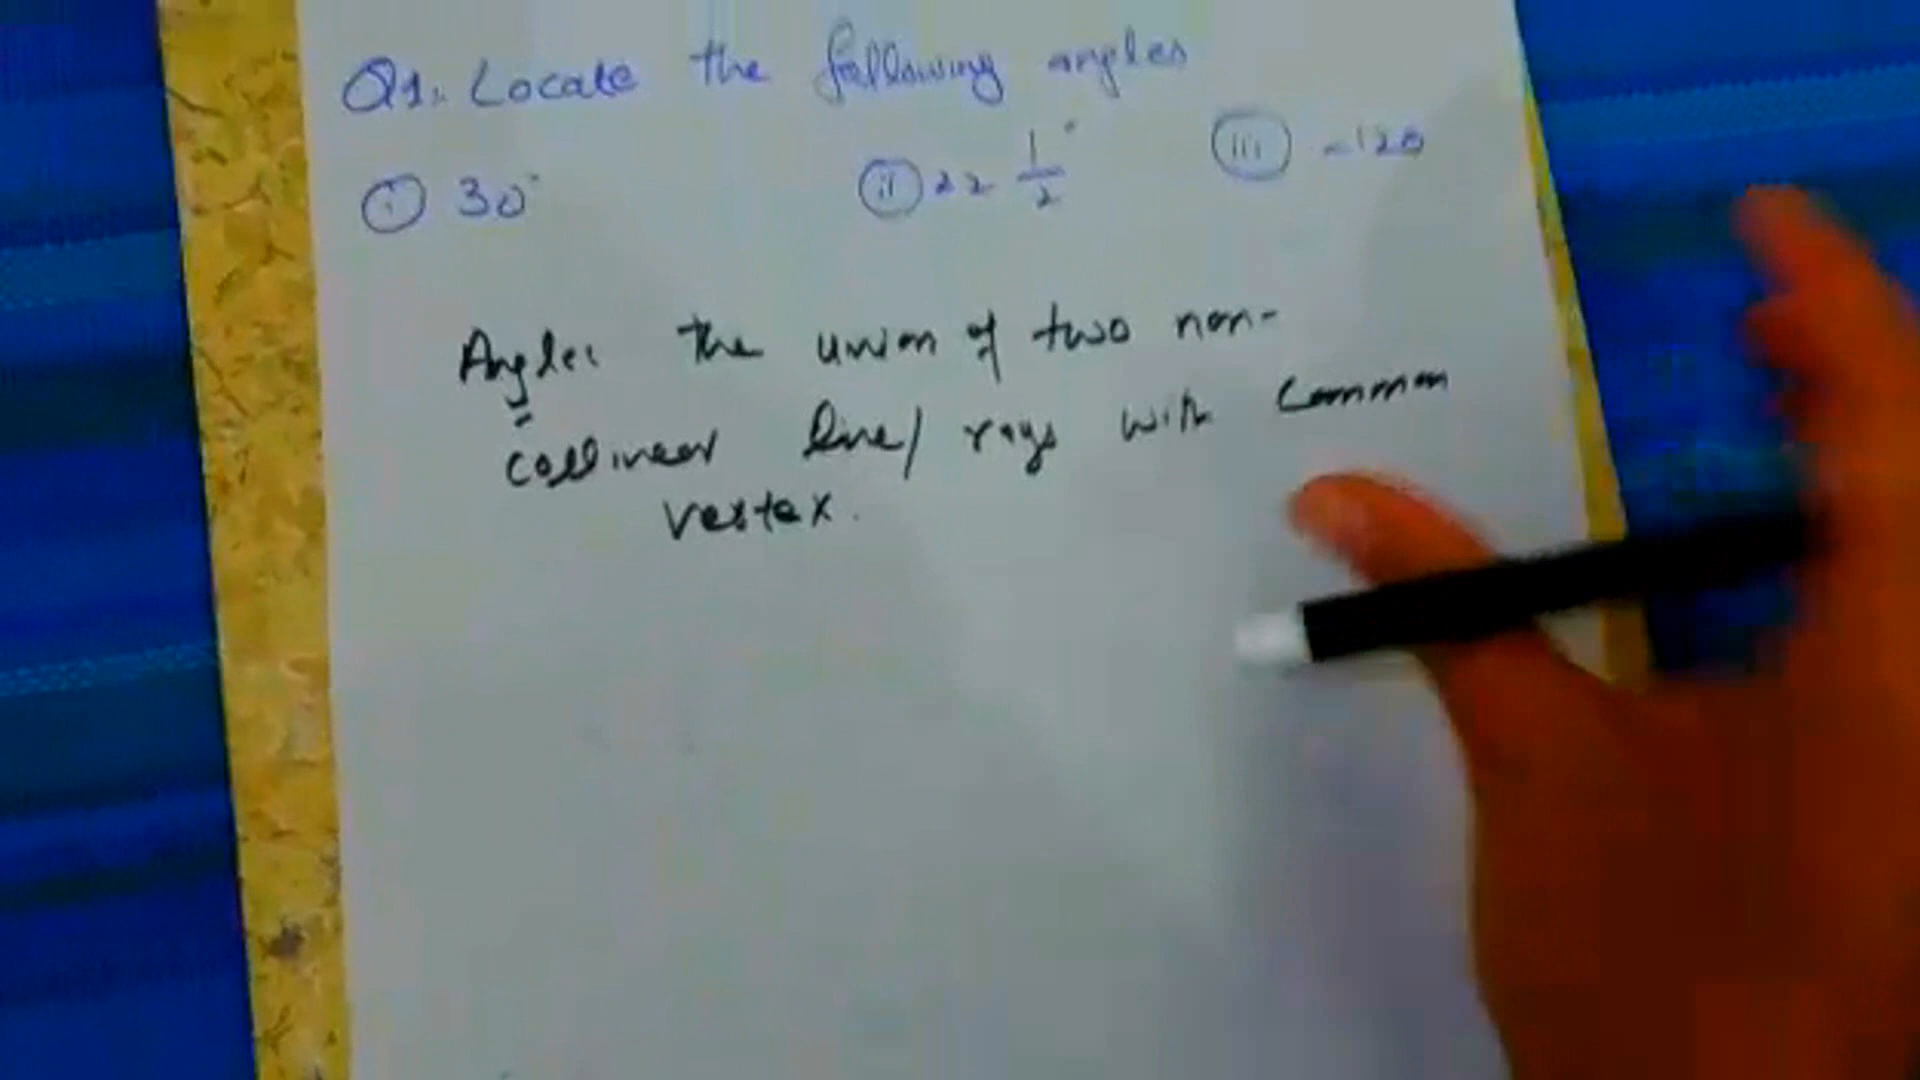 Q1. Locate the following angles
(i) 30° (ii) 22 1/2° (iii) -120
Angle: The union of two non-
collinear line/ rays with common
vertex.